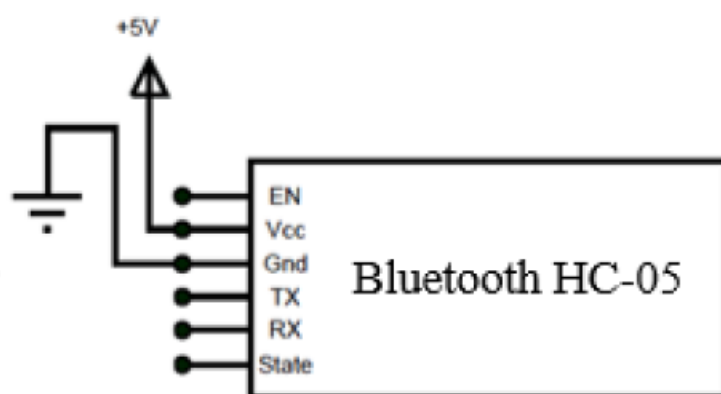 +5V
EN
Vcc
Gnd
TX
RX
State
Bluetooth HC-05